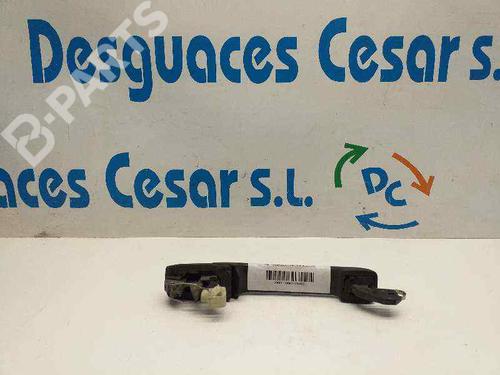 Desguaces Cesar s.
B-PARTS
aces Cesar s.l.
DC